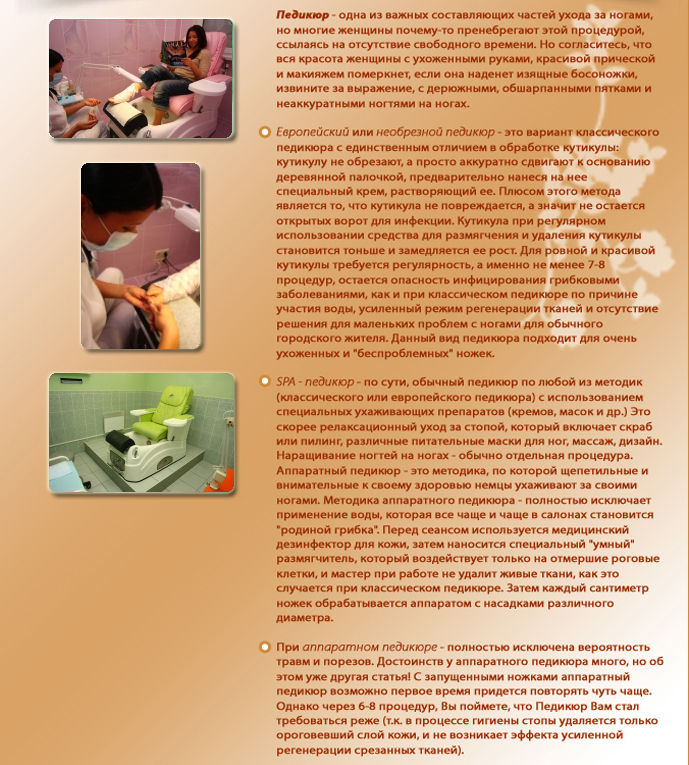 Педикюр - одна из важных составляющих частей ухода за ногами,
но многие женщины почему-то пренебрегают этой процедурой,
ссылаясь на отсутствие свободного времени. Но согласитесь, что
вся красота женщины с ухоженными руками, красивой прической
и макияжем померкнет, если она наденет изящные босоножки,
извините за выражение, с дерюжными, обшарпанными пятками и
неаккуратными ногтями на ногах.
Европейский или необрезной педикюр - это вариант классического
педикюра с единственным отличием в обработке кутикулы:
кутикулу не обрезают, а просто аккуратно сдвигают к основанию
деревянной палочкой, предварительно нанеся на нее
специальный крем, растворяющий ее. Плюсом этого метода
является то, что кутикула не повреждается, а значит не остается
открытых ворот для инфекции. Кутикула при регулярном
использовании средства для размягчения и удаления кутикулы
становится тоньше и замедляется ее рост. Для ровной и красивой
кутикулы требуется регулярность, а именно не менее 7-8
процедур, остается опасность инфицирования грибковыми
заболеваниями, как и при классическом педикюре по причине
участия воды, усиленный режим регенерации тканей и отсутствие
решения для маленьких проблем с ногами для обычного
городского жителя. Данный вид педикюра подходит для очень
ухоженных и "беспроблемных" ножек.
SPA - педикюр - по сути, обычный педикюр по любой из методик
(классического или европейского педикюра) с использованием
специальных ухаживающих препаратов (кремов, масок и др.) Это
скорее релаксационный уход за стопой, который включает скраб
или пилинг, различные питательные маски для ног, массаж, дизайн.
Наращивание ногтей на ногах - обычно отдельная процедура.
Аппаратный педикюр - это методика, по которой щепетильные и
внимательные к своему здоровью немцы ухаживают за своими
ногами. Методика аппаратного педикюра - полностью исключает
применение воды, которая все чаще и чаще в салонах становится
"родиной грибка". Перед сеансом используется медицинский
дезинфектор для кожи, затем наносится специальный "умный"
размягчитель, который воздействует только на отмершие роговые
клетки, и мастер при работе не удалит живые ткани, как это
случается при классическом педикюре. Затем каждый сантиметр
ножек обрабатывается аппаратом с насадками различного
диаметра.
При аппаратном педикюре - полностью исключена вероятность
травм и порезов. Достоинств у аппаратного педикюра много, но об
этом уже другая статья! С запущенными ножками аппаратный
педикюр возможно первое время придется повторять чуть чаще.
Однако через 6-8 процедур, Вы поймете, что Педикюр Вам стал
требоваться реже (т.к. в процессе гигиены стопы удаляется только
ороговевший слой кожи, и не возникает эффекта усиленной
регенерации срезанных тканей).